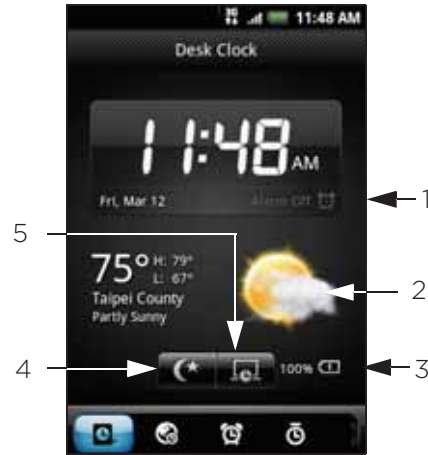 3G 11:48 AM
Desk Clock
11:48 AM
Fri, Mar 12 Alarm Off
1
5
75° H: 79°
L: 67°
Taipei County
Partly Sunny
2
4
100%
3